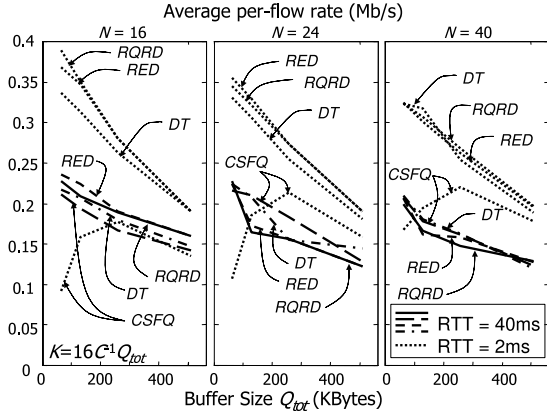 Average per-flow rate (Mb/s)
N = 16
N = 24
N = 40
0.4
0.35
0.3
0.25
0.2
0.15
0.1
0.05
0
RQRD
RED
DT
RED
RQRD
DT
CSFQ
K=16C⁻¹Qtot
RED
RQRD
DT
CSFQ
DT
RED
RQRD
DT
RQRD
RED
CSFQ
DT
RED
RQRD
RTT = 40ms
RTT = 2ms
0 200 400
0 200 400
0 200 400
Buffer Size Qtot (KBytes)